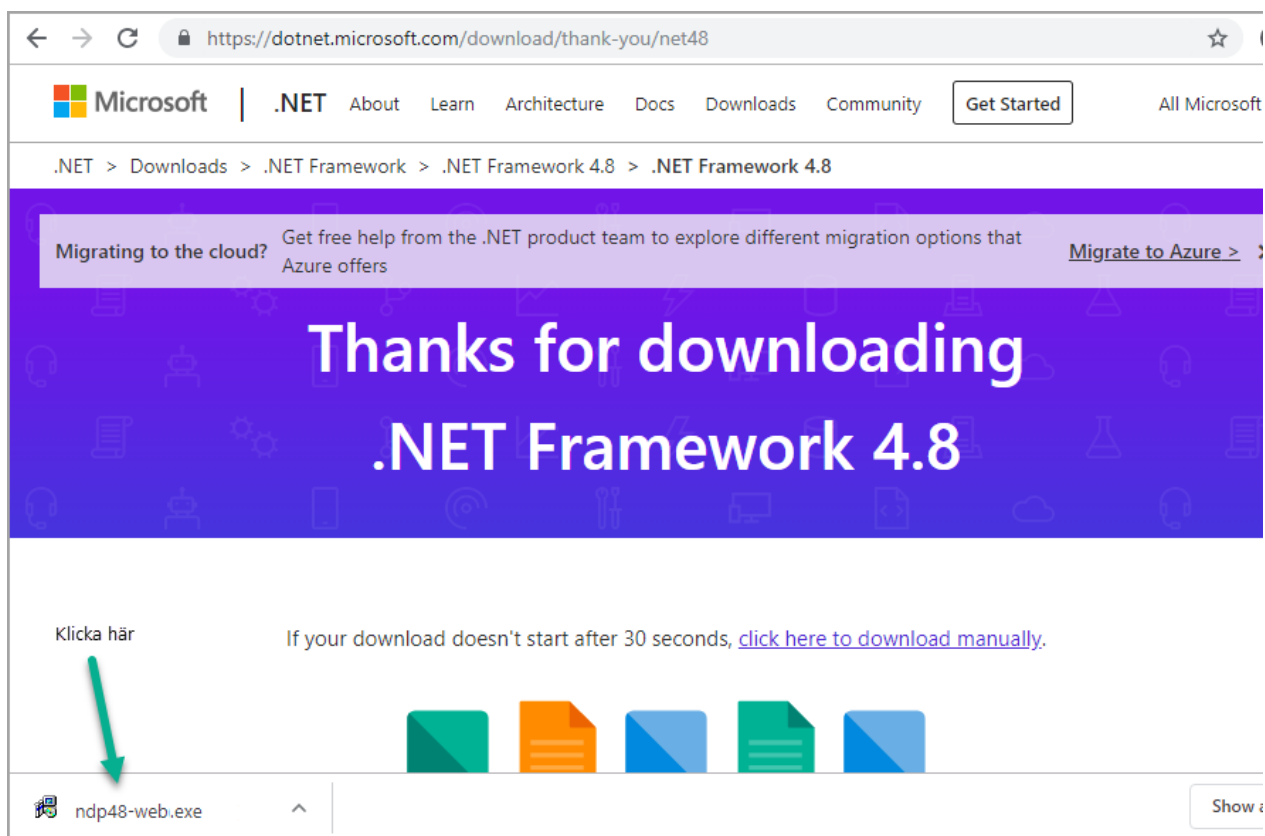 https://dotnet.microsoft.com/download/thank-you/net48
Microsoft | .NET About Learn Architecture Docs Downloads Community Get Started All Microsoft
.NET > Downloads > .NET Framework > .NET Framework 4.8 > .NET Framework 4.8
Migrating to the cloud? Get free help from the .NET product team to explore different migration options that
Azure offers
Migrate to Azure >
Thanks for downloading
.NET Framework 4.8
Klicka här
If your download doesn't start after 30 seconds, click here to download manually.
ndp48-web.exe
Show